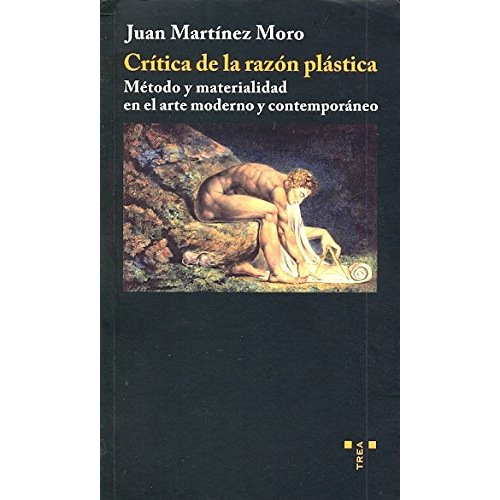 Juan Martínez Moro
Crítica de la razón plástica
Método y materialidad
en el arte moderno y contemporáneo
TREA